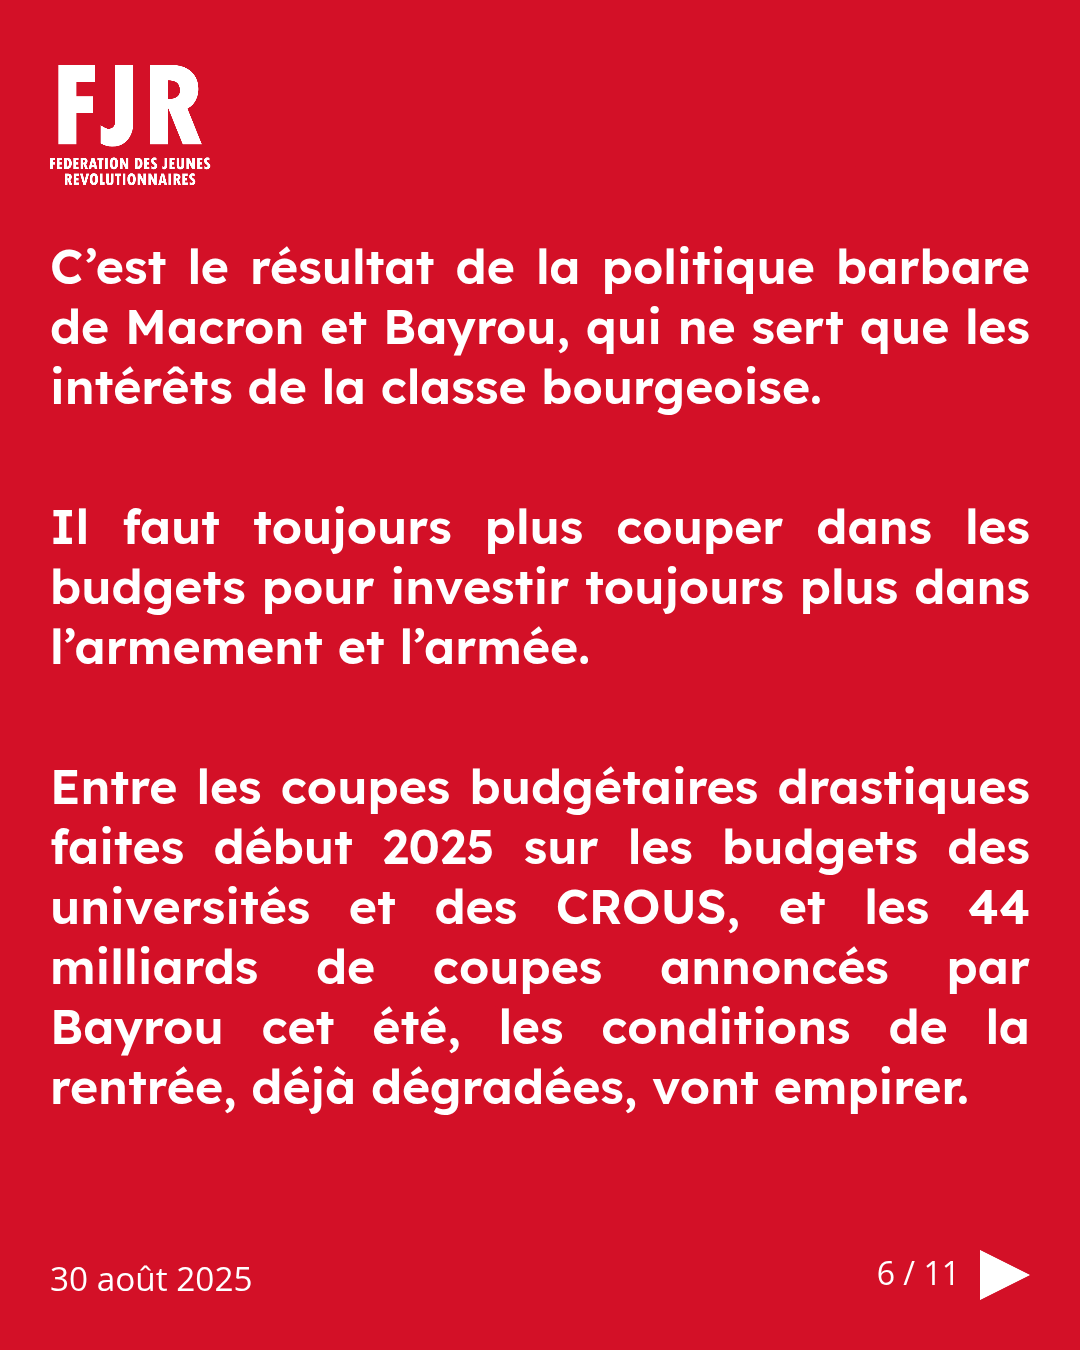 FJR
FEDERATION DES JEUNES
REVOLUTIONNAIRES
C’est le résultat de la politique barbare
de Macron et Bayrou, qui ne sert que les
intérêts de la classe bourgeoise.
Il faut toujours plus couper dans les
budgets pour investir toujours plus dans
l’armement et l’armée.
Entre les coupes budgétaires drastiques
faites début 2025 sur les budgets des
universités et des CROUS, et les 44
milliards de coupes annoncés par
Bayrou cet été, les conditions de la
rentrée, déjà dégradées, vont empirer.
30 août 2025
6 / 11